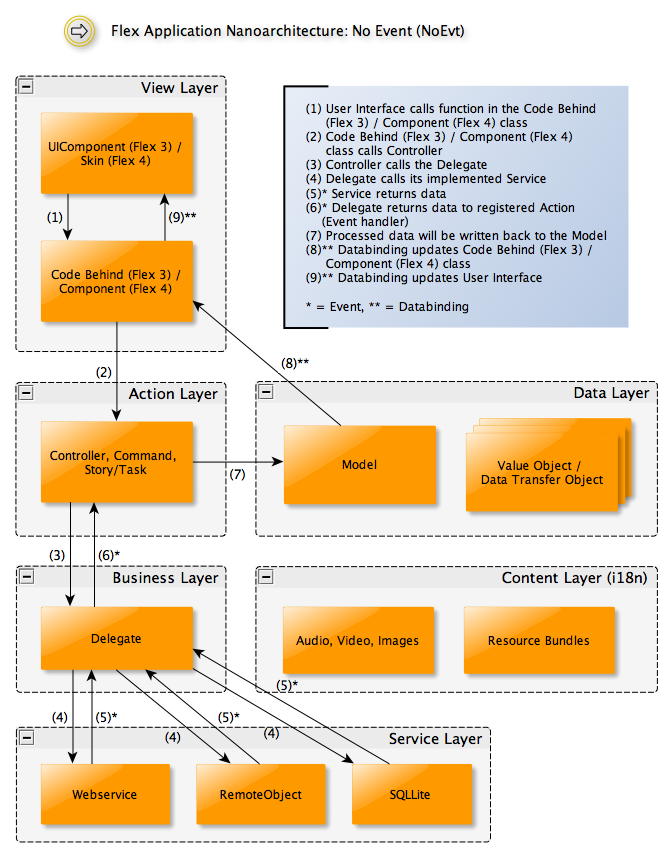 Flex Application Nanoarchitecture: No Event (NoEvt)
View Layer
UIComponent (Flex 3) /
Skin (Flex 4)
(1)
(9)**
Code Behind (Flex 3) /
Component (Flex 4)
(1) User Interface calls function in the Code Behind
(Flex 3) / Component (Flex 4) class
(2) Code Behind (Flex 3) / Component (Flex 4)
class calls Controller
(3) Controller calls the Delegate
(4) Delegate calls its implemented Service
(5)* Service returns data
(6)* Delegate returns data to registered Action
(Event handler)
(7) Processed data will be written back to the Model
(8)** Databinding updates Code Behind (Flex 3) /
Component (Flex 4) class
(9)** Databinding updates User Interface
* = Event, ** = Databinding
(2)
(8)**
Action Layer
Controller, Command,
Story/Task
(7)
Data Layer
Model
Value Object /
Data Transfer Object
(3)
(6)*
Business Layer
Delegate
Content Layer (i18n)
Audio, Video, Images
Resource Bundles
(5)*
(4)
(5)*
(4)
(5)*
(4)
Service Layer
Webservice
RemoteObject
SQLLite